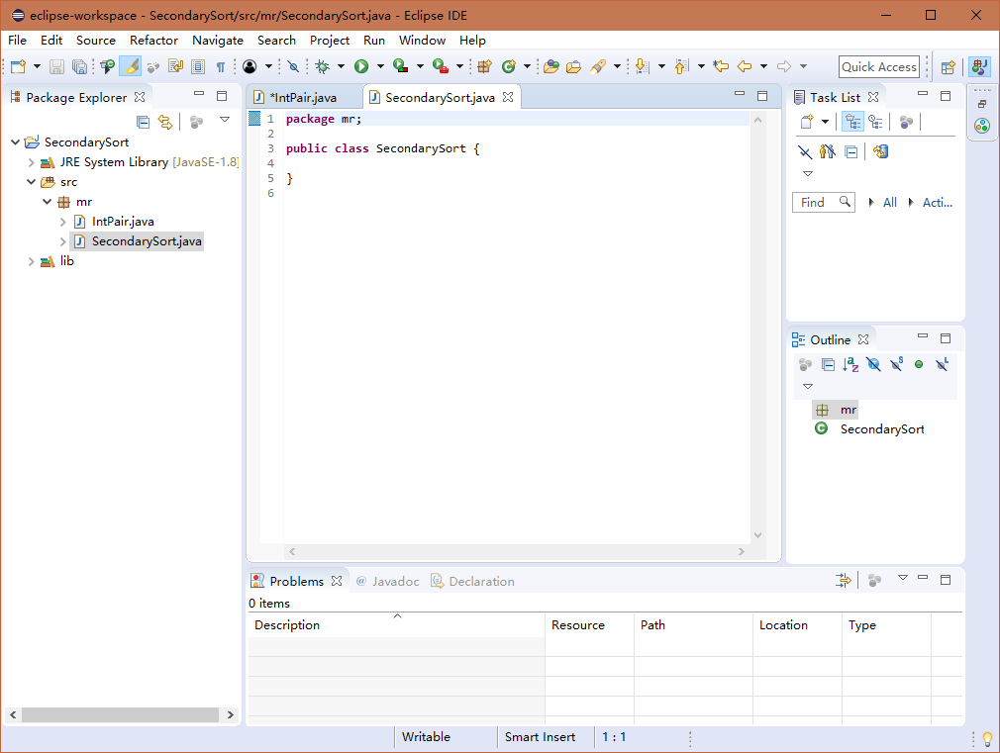 eclipse-workspace - SecondarySort/src/mr/SecondarySort.java - Eclipse IDE
File Edit Source Refactor Navigate Search Project Run Window Help
Quick Access
Package Explorer
SecondarySort
JRE System Library [JavaSE-1.8]
src
mr
IntPair.java
SecondarySort.java
lib
*IntPair.java SecondarySort.java
1 package mr;
2
3 public class SecondarySort {
4
5 }
6
Task List
Find All Acti...
Outline
mr
SecondarySort
Problems Javadoc Declaration
0 items
Description Resource Path Location Type
Writable Smart Insert 1 : 1